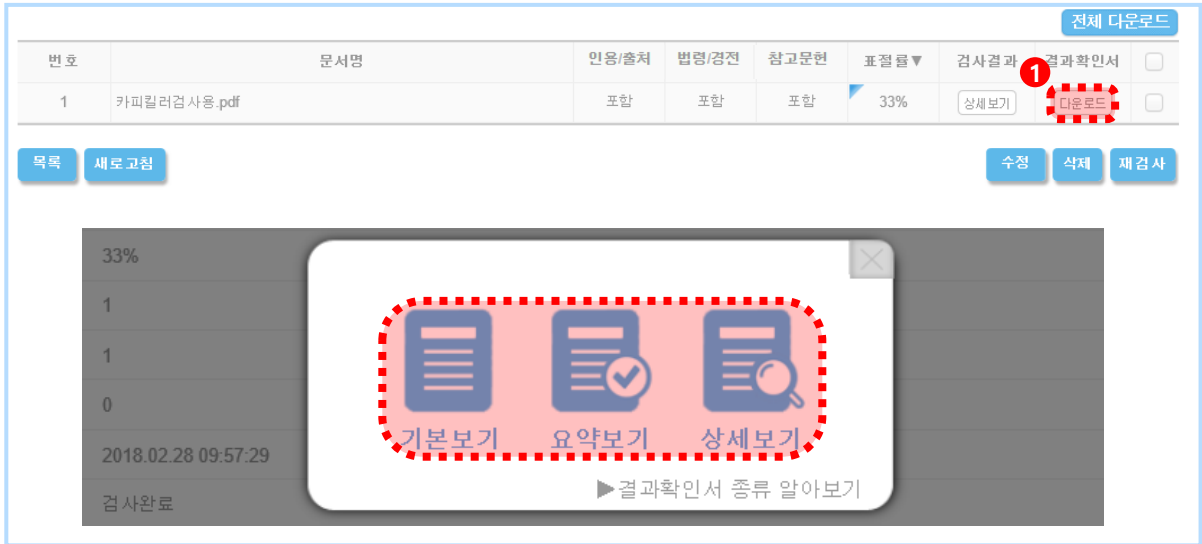 전체 다운로드
번호 문서명 인용/출처 법령/경전 참고문헌 표절률▼ 검사결과 결과확인서
1
1 카피킬러검사용.pdf 포함 포함 포함 33% 상세보기 다운로드
목록 새로고침 수정 삭제 재검사
33%
1
1
0
기본보기 요약보기 상세보기
2018.02.28 09:57:29
▶결과확인서 종류 알아보기
검사완료